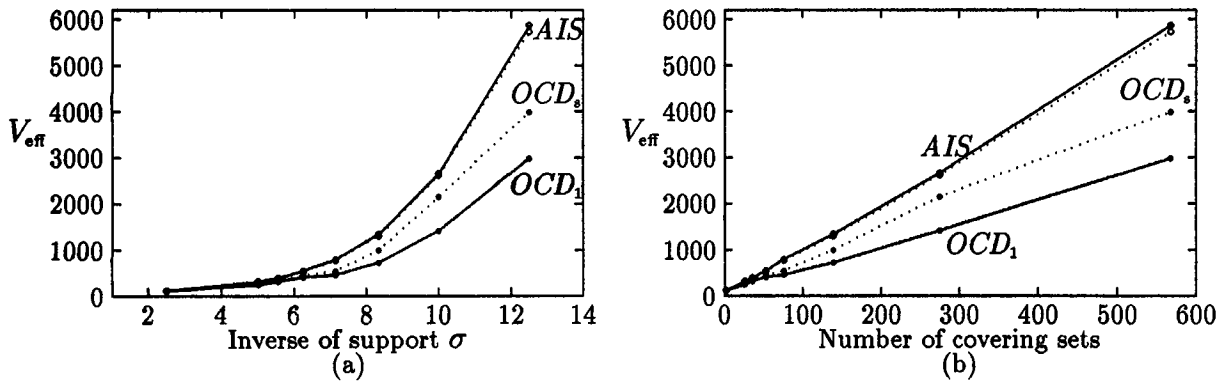 6000
5000
4000
V_eff
3000
2000
1000
0
2 4 6 8 10 12 14
Inverse of support σ
(a)
AIS
OCD_s
OCD_1
6000
5000
4000
V_eff
3000
2000
1000
0
0 100 200 300 400 500 600
Number of covering sets
(b)
OCD_s
AIS
OCD_1